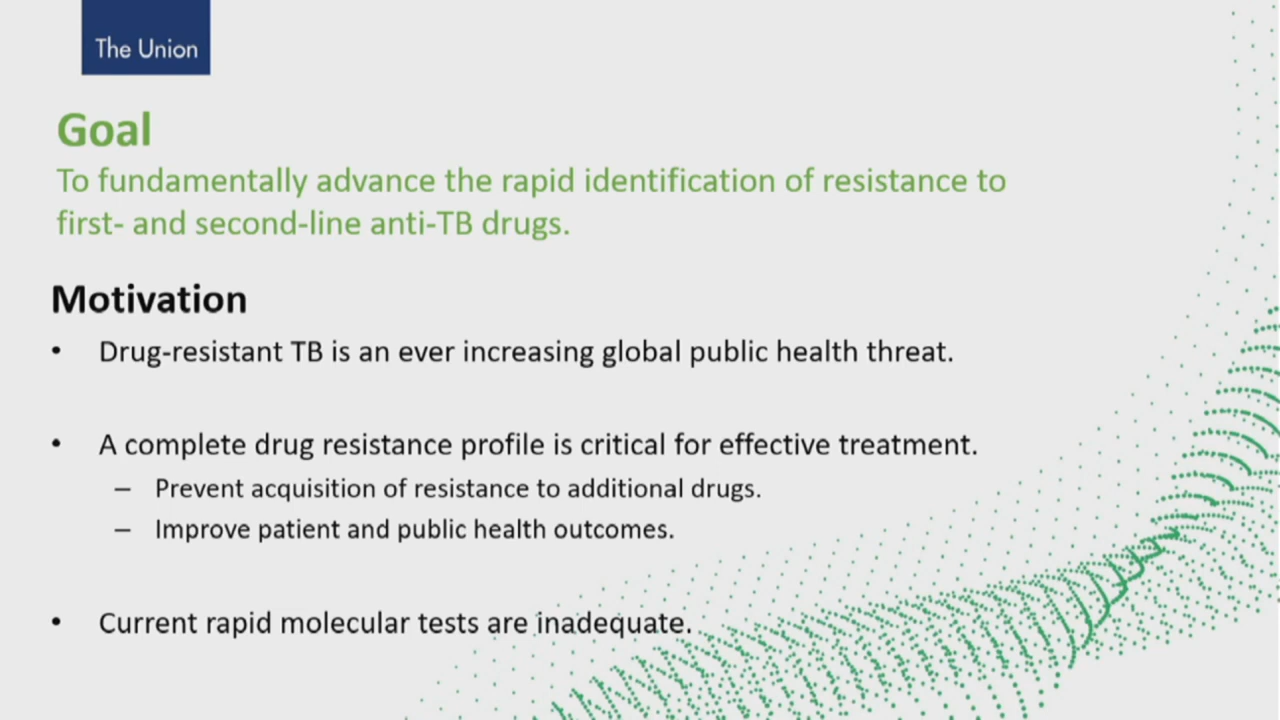 The Union
Goal
To fundamentally advance the rapid identification of resistance to
first- and second-line anti-TB drugs.
Motivation
• Drug-resistant TB is an ever increasing global public health threat.
• A complete drug resistance profile is critical for effective treatment.
– Prevent acquisition of resistance to additional drugs.
– Improve patient and public health outcomes.
• Current rapid molecular tests are inadequate.